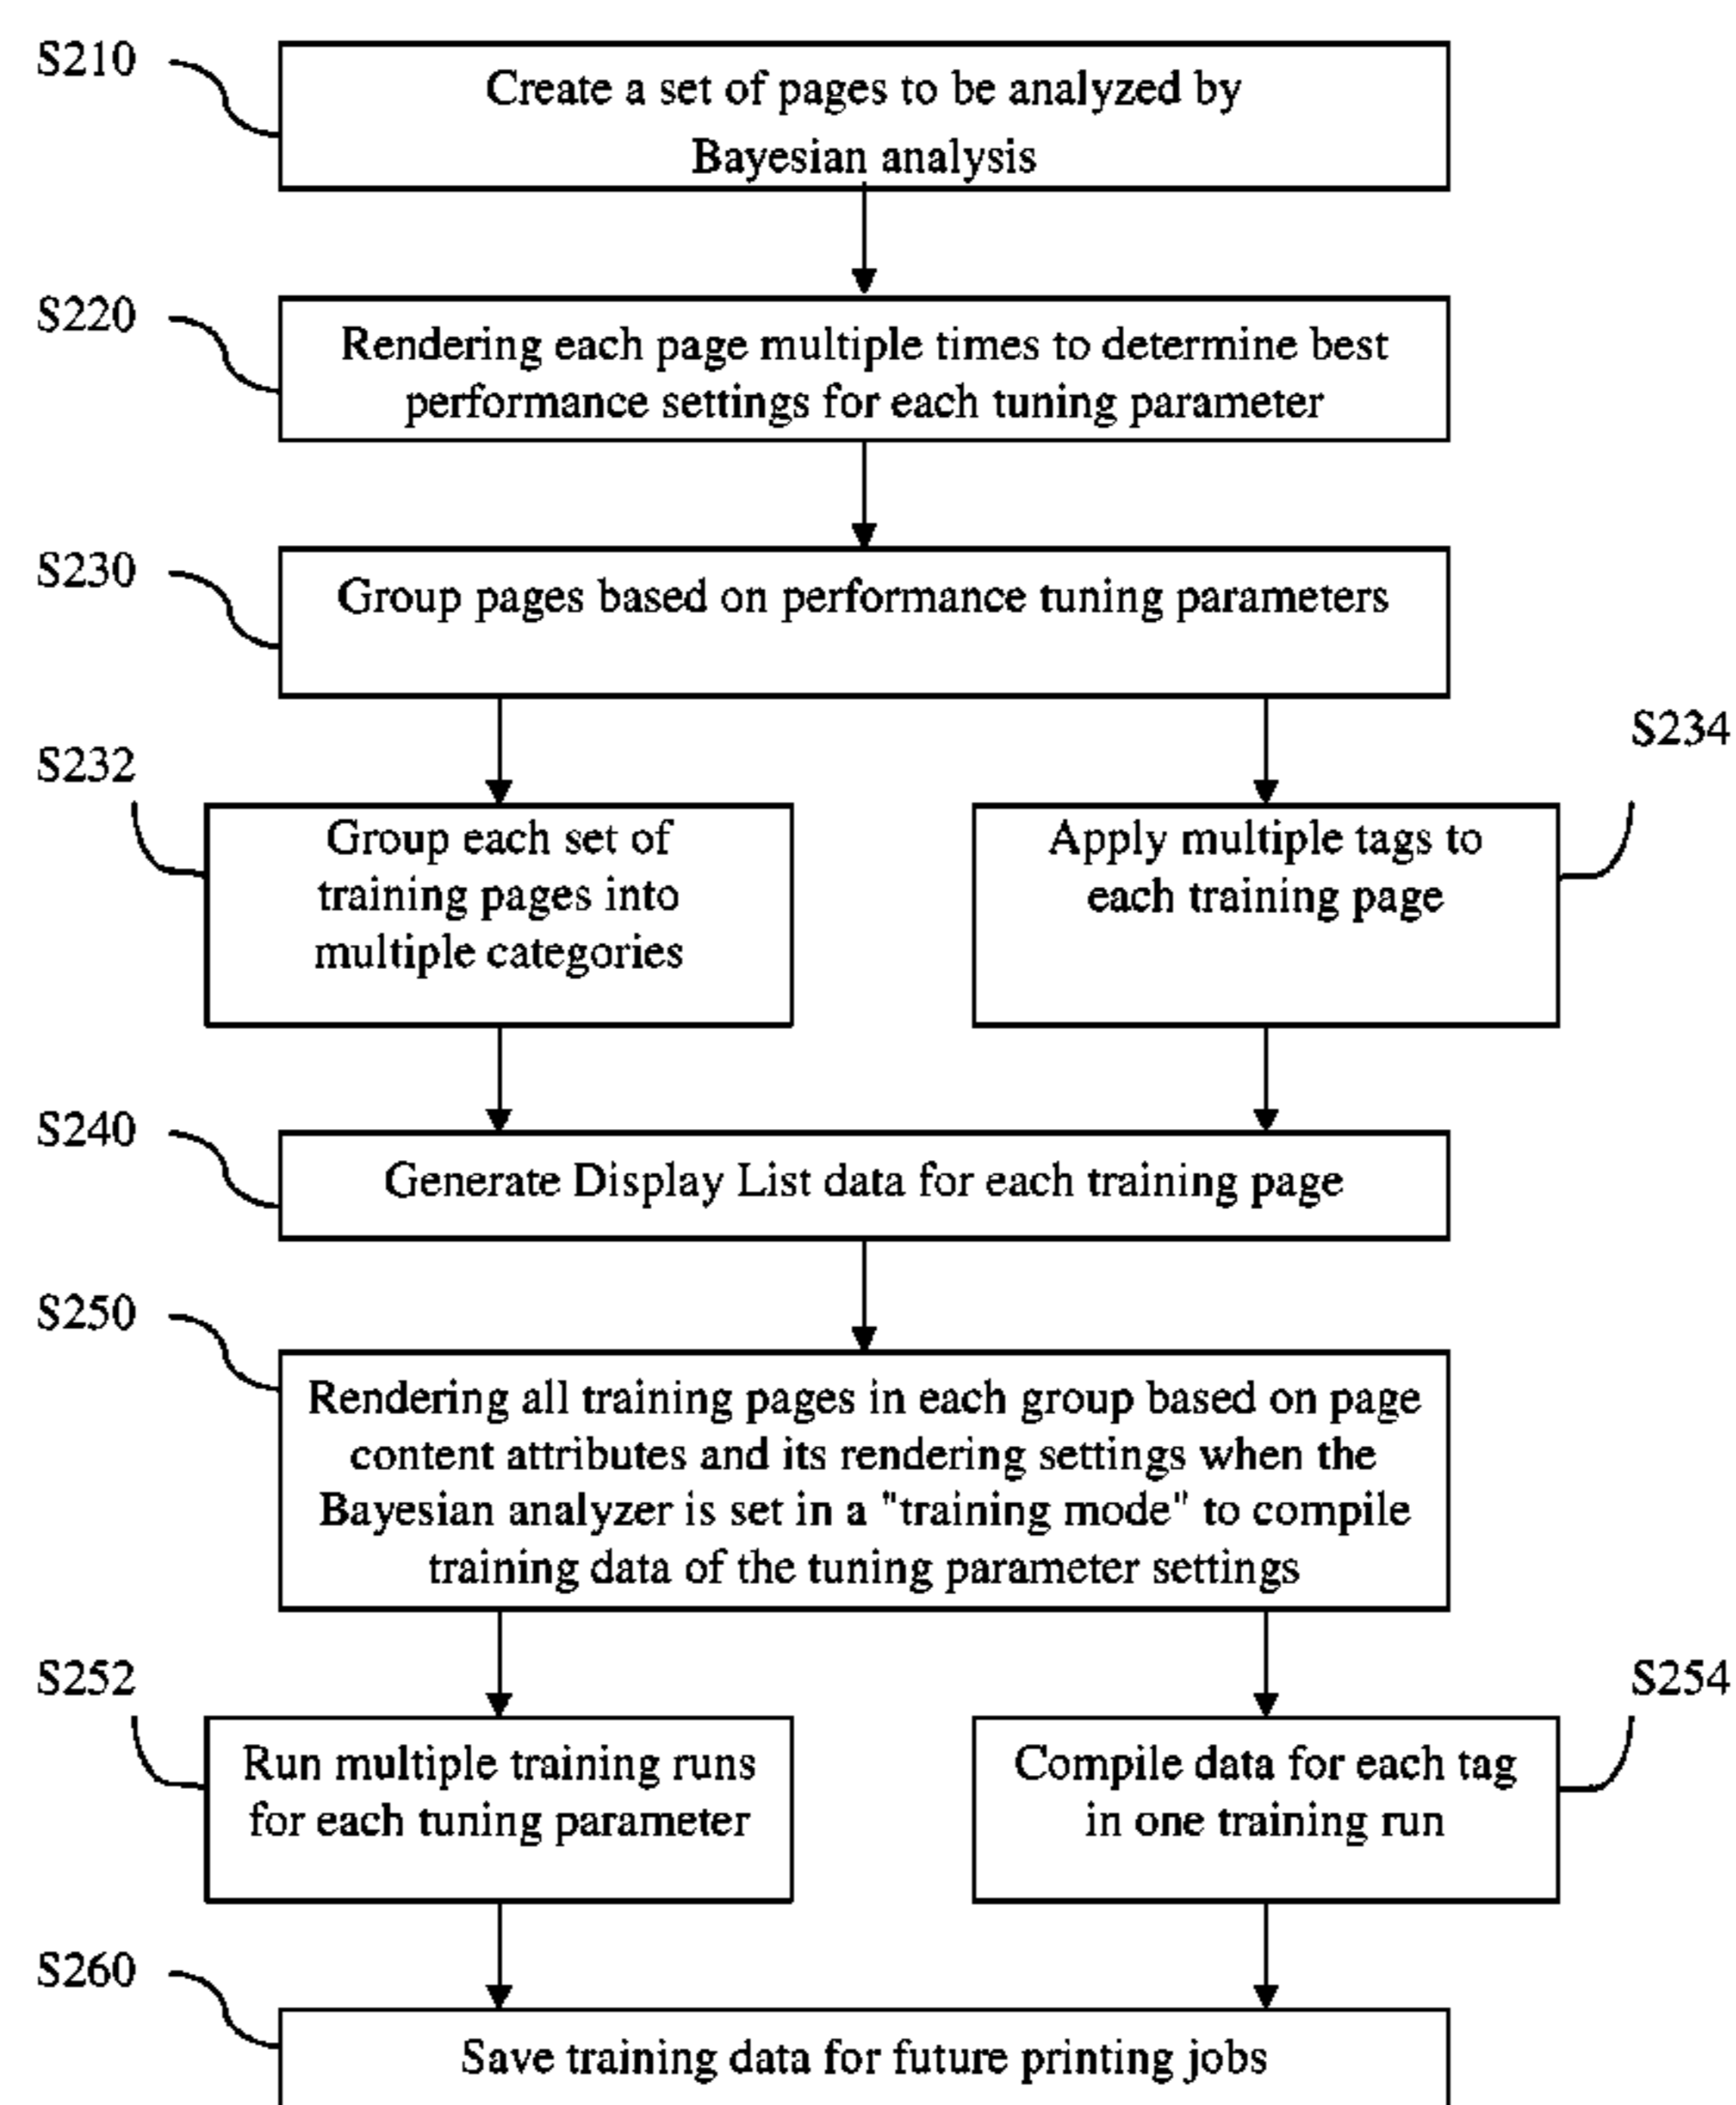 S210
Create a set of pages to be analyzed by
Bayesian analysis
S220
Rendering each page multiple times to determine best
performance settings for each tuning parameter
S230
Group pages based on performance tuning parameters
S232
Group each set of
training pages into
multiple categories
S234
Apply multiple tags to
each training page
S240
Generate Display List data for each training page
S250
Rendering all training pages in each group based on page
content attributes and its rendering settings when the
Bayesian analyzer is set in a "training mode" to compile
training data of the tuning parameter settings
S252
Run multiple training runs
for each tuning parameter
S254
Compile data for each tag
in one training run
S260
Save training data for future printing jobs